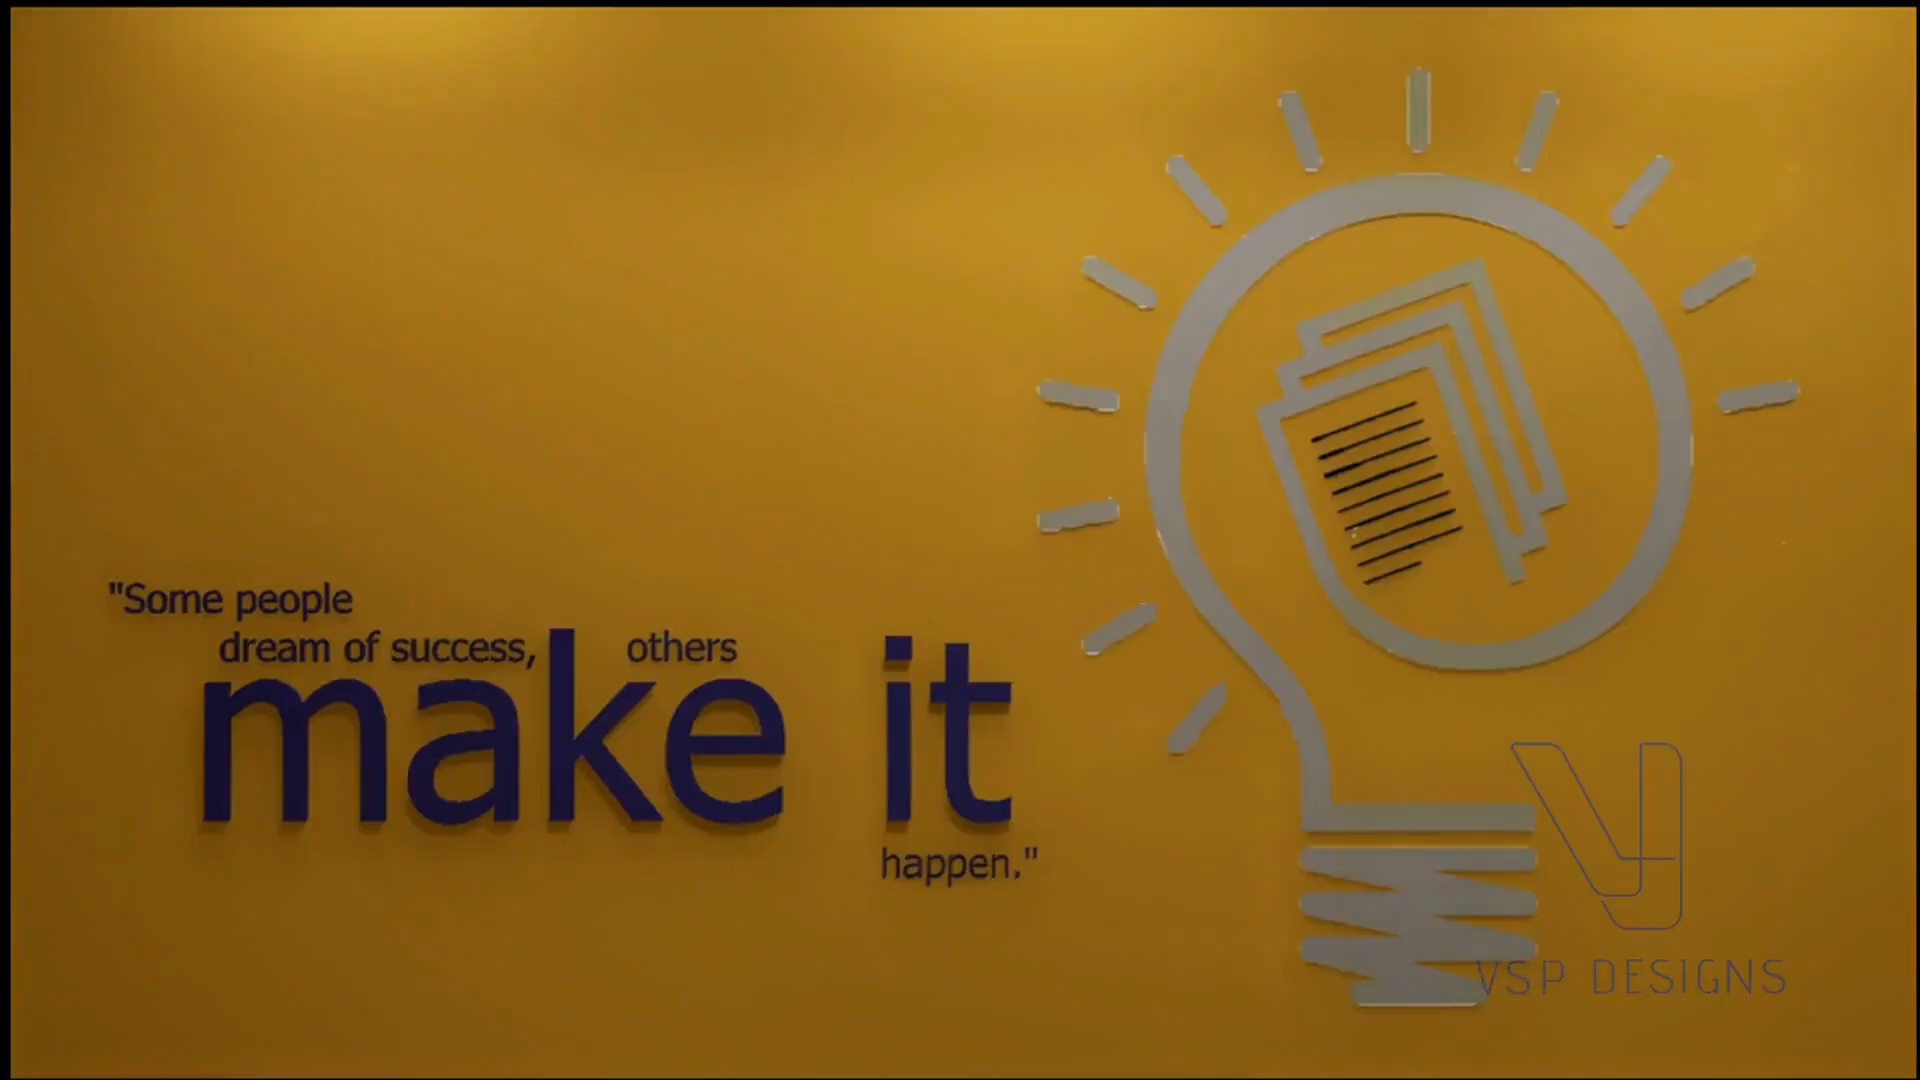 "Some people
dream of success, others
make it
happen."
VSP DESIGNS